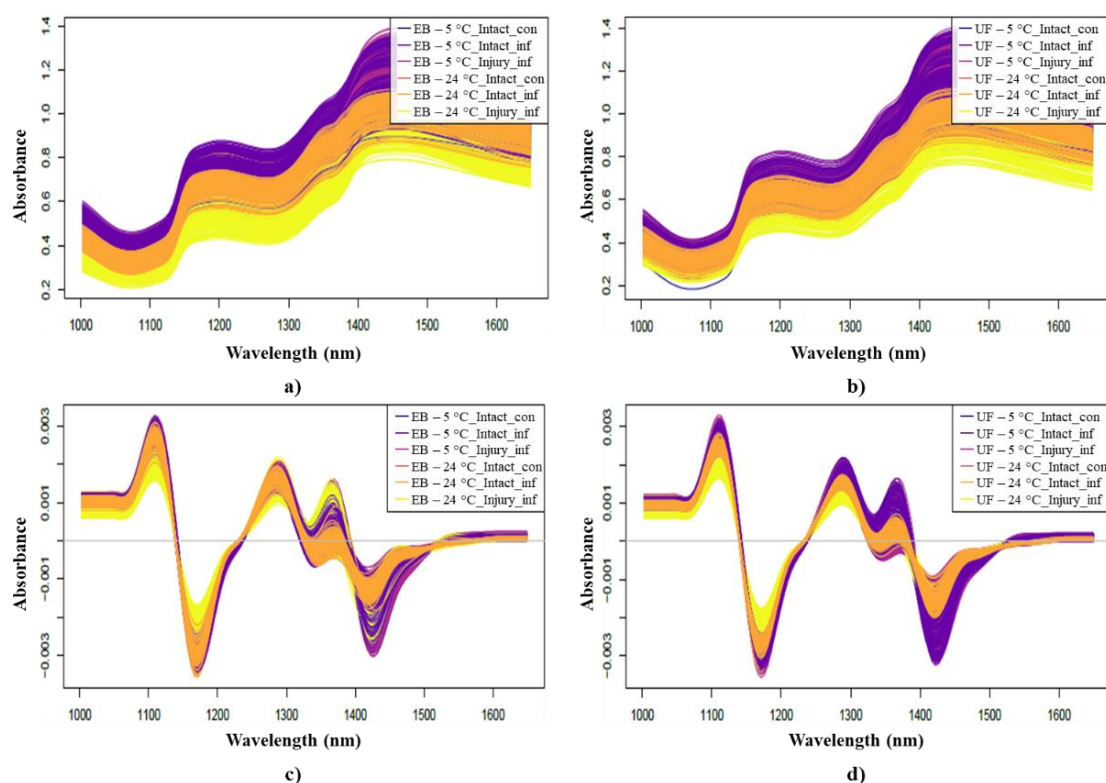 Absorbance
0.2 0.4 0.6 0.8 1.0 1.2 1.4
EB – 5 °C_Intact_con
EB – 5 °C_Intact_inf
EB – 5 °C_Injury_inf
EB – 24 °C_Intact_con
EB – 24 °C_Intact_inf
EB – 24 °C_Injury_inf
1000 1100 1200 1300 1400 1500 1600
Wavelength (nm)
a)
Absorbance
0.2 0.4 0.6 0.8 1.0 1.2 1.4
UF – 5 °C_Intact_con
UF – 5 °C_Intact_inf
UF – 5 °C_Injury_inf
UF – 24 °C_Intact_con
UF – 24 °C_Intact_inf
UF – 24 °C_Injury_inf
1000 1100 1200 1300 1400 1500 1600
Wavelength (nm)
b)
Absorbance
−0.003 −0.001 0.001 0.003
EB – 5 °C_Intact_con
EB – 5 °C_Intact_inf
EB – 5 °C_Injury_inf
EB – 24 °C_Intact_con
EB – 24 °C_Intact_inf
EB – 24 °C_Injury_inf
1000 1100 1200 1300 1400 1500 1600
Wavelength (nm)
c)
Absorbance
−0.003 −0.001 0.001 0.003
UF – 5 °C_Intact_con
UF – 5 °C_Intact_inf
UF – 5 °C_Injury_inf
UF – 24 °C_Intact_con
UF – 24 °C_Intact_inf
UF – 24 °C_Injury_inf
1000 1100 1200 1300 1400 1500 1600
Wavelength (nm)
d)